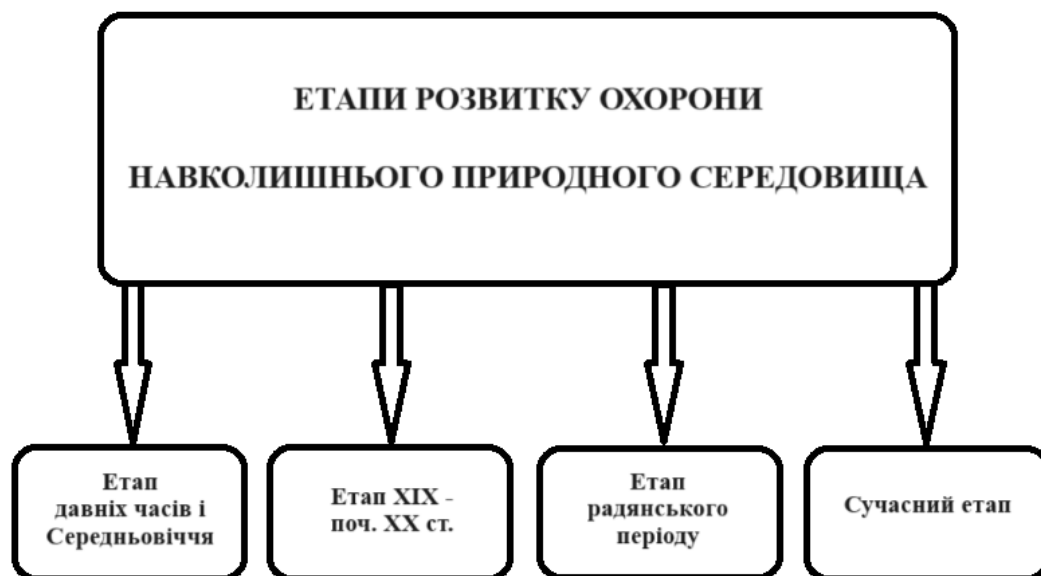 ЕТАПИ РОЗВИТКУ ОХОРОНИ
НАВКОЛИШНЬОГО ПРИРОДНОГО СЕРЕДОВИЩА
Етап
давніх часів і
Середньовіччя
Етап XIX -
поч. XX ст.
Етап
радянського
періоду
Сучасний етап